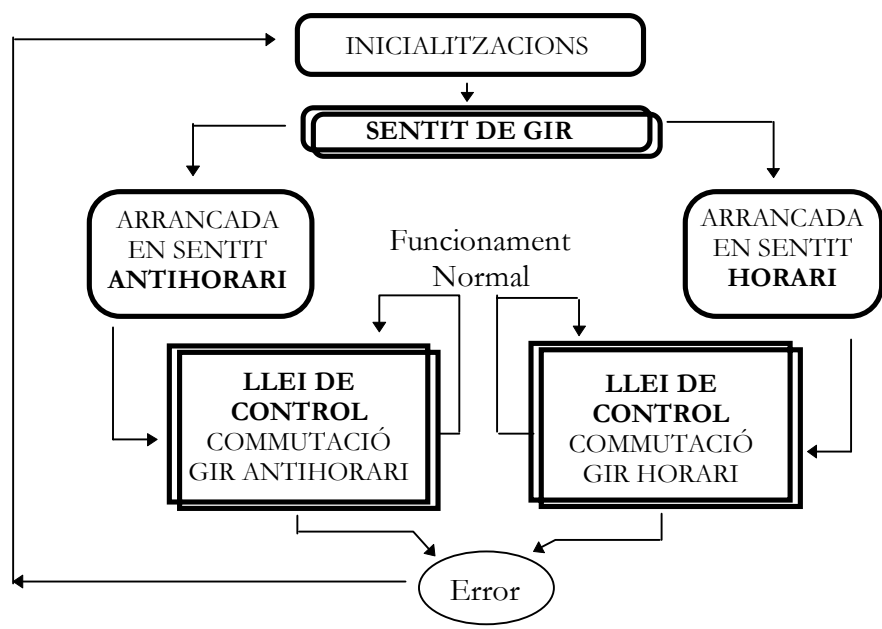 INICIALITZACIONS
SENTIT DE GIR
ARRANCADA
EN SENTIT
ANTIHORARI
Funcionament
Normal
ARRANCADA
EN SENTIT
HORARI
LLEI DE
CONTROL
COMMUTACIÓ
GIR ANTIHORARI
LLEI DE
CONTROL
COMMUTACIÓ
GIR HORARI
Error